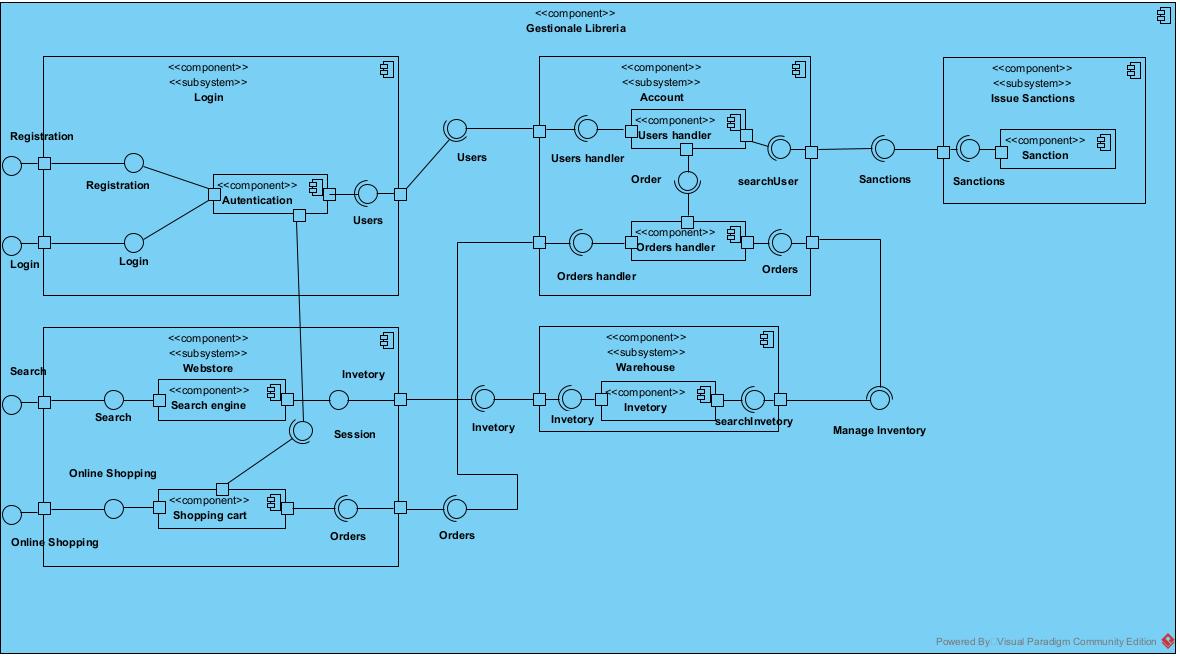 <<component>>
Gestionale Libreria
<<component>>
<<subsystem>>
Login
Registration
Registration
Login
Login
<<component>>
Autentication
Users
Users
<<component>>
<<subsystem>>
Account
<<component>>
Users handler
Users handler
Order
searchUser
<<component>>
Orders handler
Orders handler
Orders
Sanctions
<<component>>
<<subsystem>>
Issue Sanctions
<<component>>
Sanction
Sanctions
<<component>>
<<subsystem>>
Webstore
Invetory
Search
Search
<<component>>
Search engine
Session
Online Shopping
Online Shopping
<<component>>
Shopping cart
Orders
Orders
Invetory
<<component>>
<<subsystem>>
Warehouse
Invetory
<<component>>
Invetory
searchInvetory
Manage Inventory
Powered By Visual Paradigm Community Edition